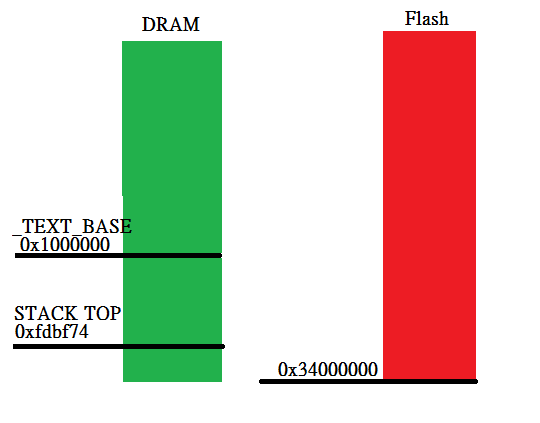 DRAM
Flash
_TEXT_BASE
0x1000000
STACK TOP
0xfdbf74
0x34000000